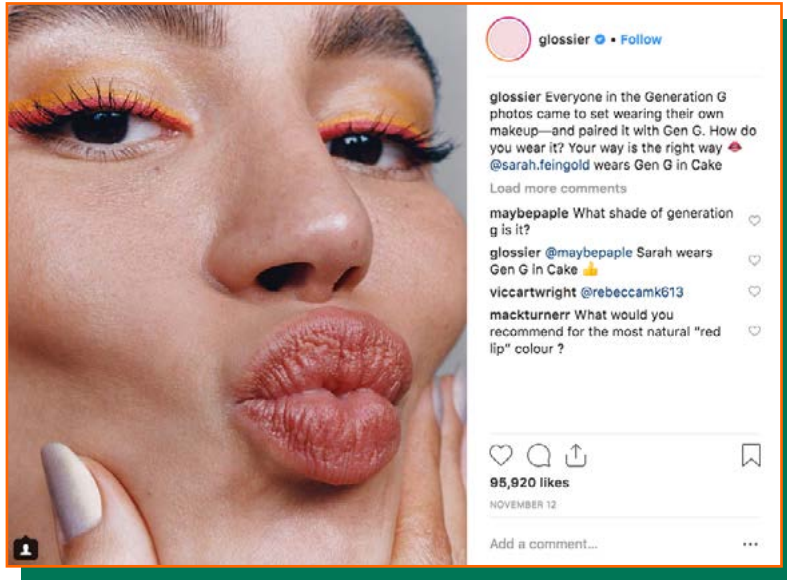 glossier • Follow
glossier Everyone in the Generation G
photos came to set wearing their own
makeup—and paired it with Gen G. How do
you wear it? Your way is the right way 🫦
@sarah.feingold wears Gen G in Cake
Load more comments
maybepaple What shade of generation
g is it?
glossier @maybepaple Sarah wears
Gen G in Cake 👍
viccartwright @rebeccamk613
mackturnerr What would you
recommend for the most natural "red
lip" colour ?
95,920 likes
NOVEMBER 12
Add a comment...